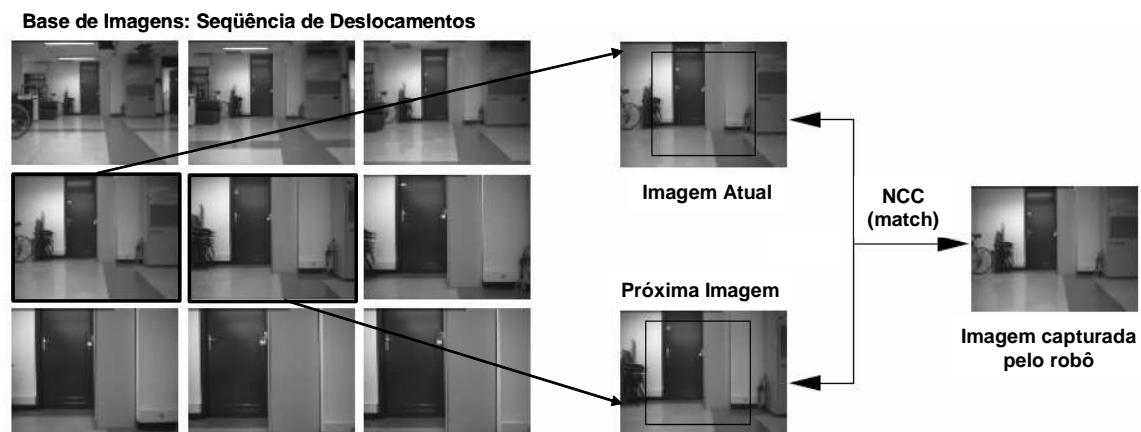 Base de Imagens: Seqüência de Deslocamentos
Imagem Atual
NCC
(match)
Próxima Imagem
Imagem capturada
pelo robô